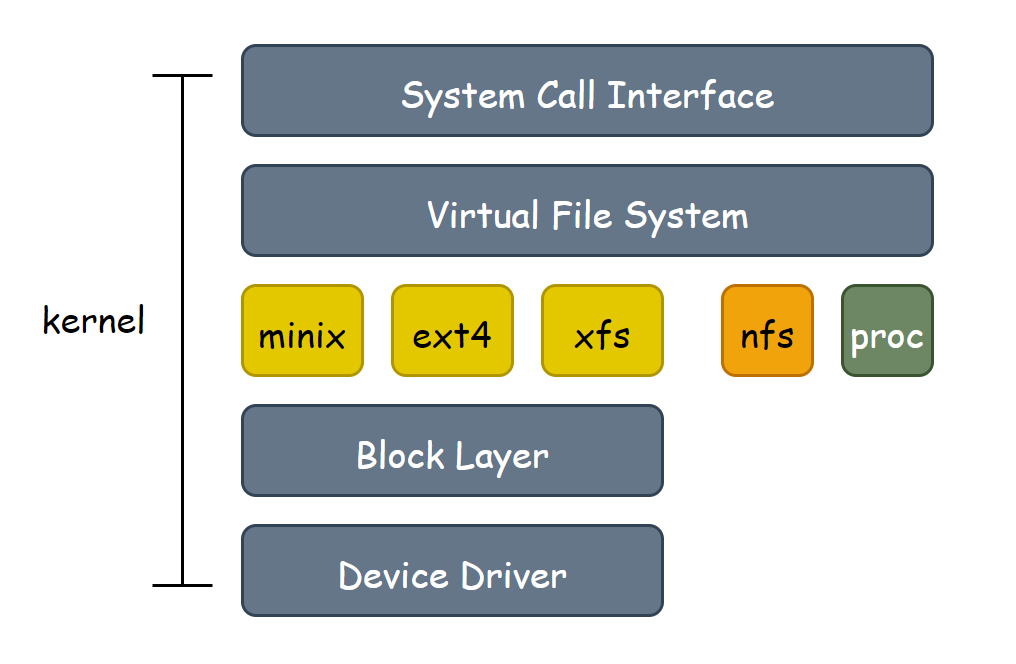 System Call Interface
Virtual File System
kernel
minix ext4 xfs nfs proc
Block Layer
Device Driver